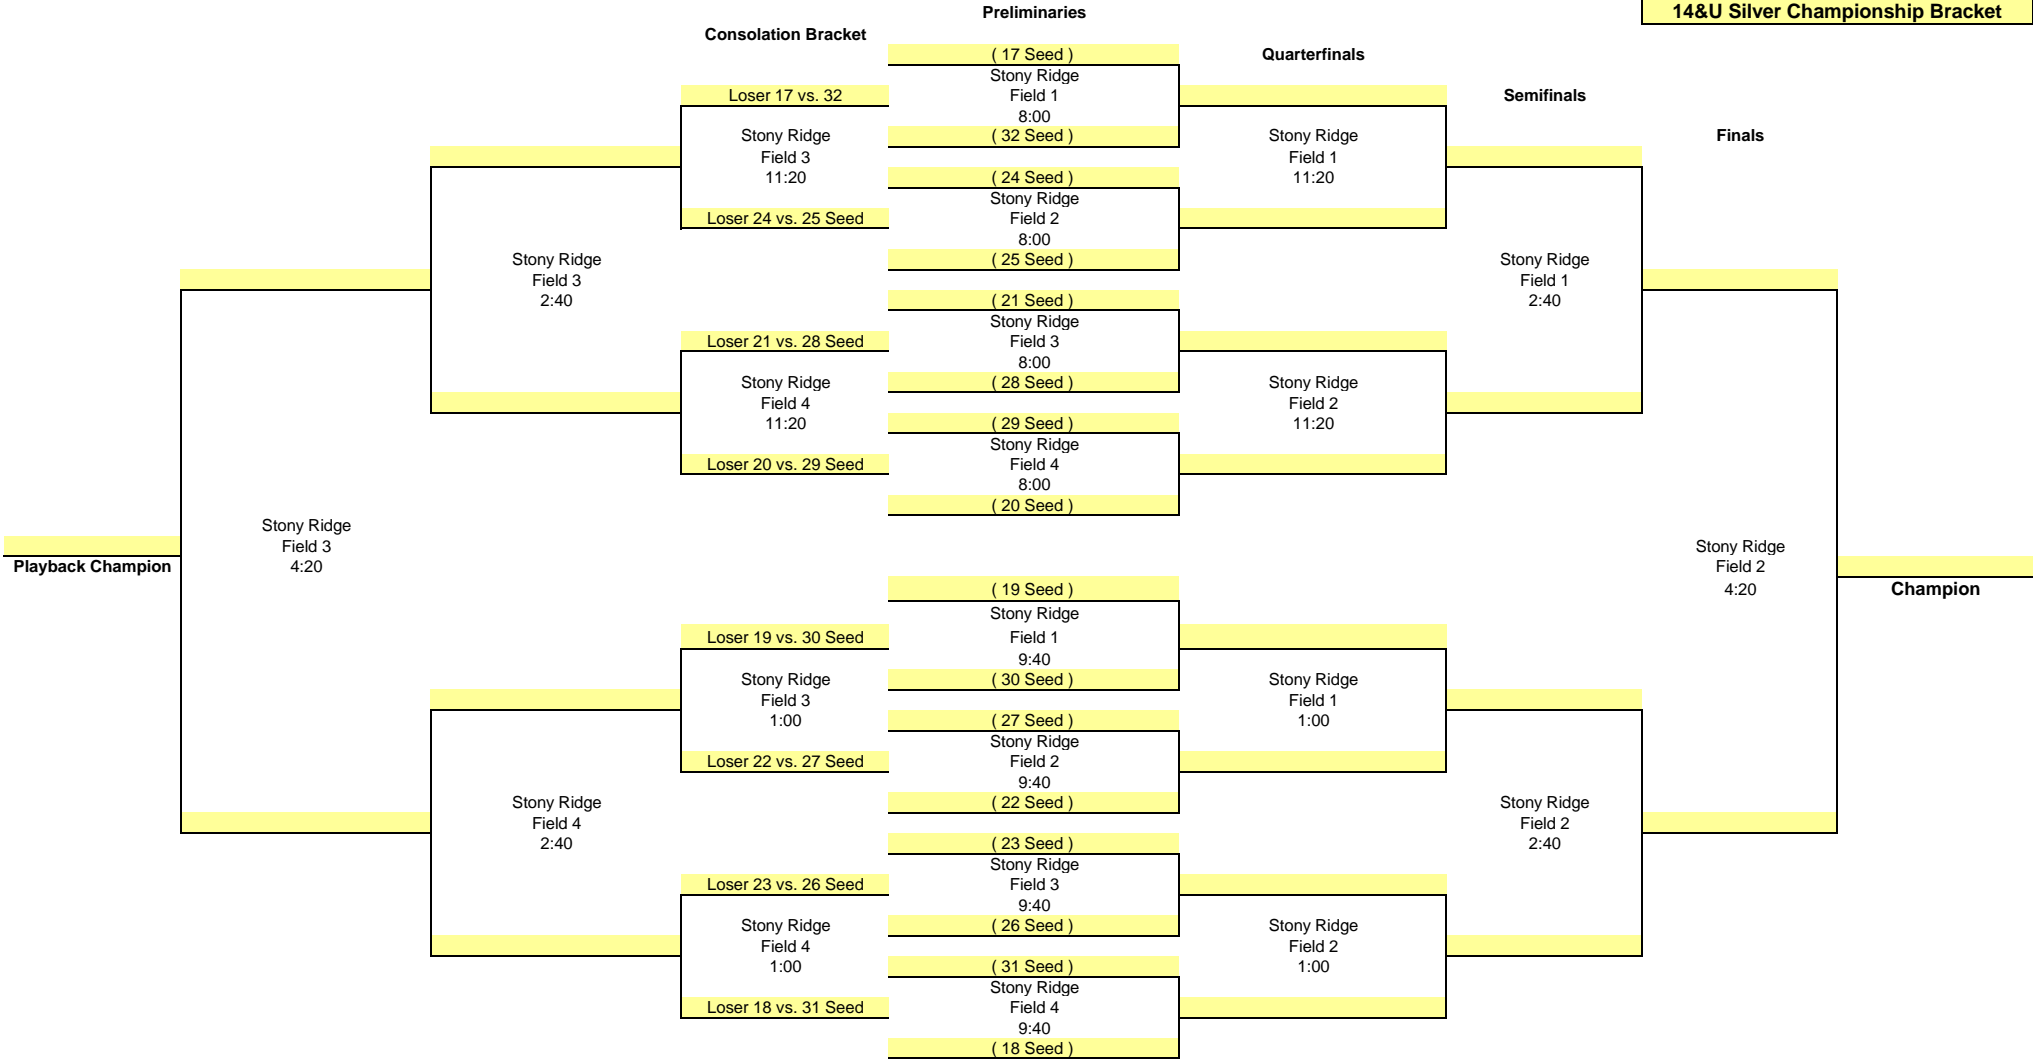 Preliminaries
14&U Silver Championship Bracket
Consolation Bracket
( 17 Seed )
Quarterfinals
Stony Ridge
Field 1
8:00
Loser 17 vs. 32
Semifinals
( 32 Seed )
Stony Ridge
Field 3
11:20
Stony Ridge
Field 1
11:20
Finals
( 24 Seed )
Stony Ridge
Field 2
8:00
Loser 24 vs. 25 Seed
( 25 Seed )
Stony Ridge
Field 3
2:40
Stony Ridge
Field 1
2:40
( 21 Seed )
Stony Ridge
Field 3
8:00
Loser 21 vs. 28 Seed
( 28 Seed )
Stony Ridge
Field 4
11:20
Stony Ridge
Field 2
11:20
( 29 Seed )
Stony Ridge
Field 4
8:00
Loser 20 vs. 29 Seed
( 20 Seed )
Stony Ridge
Field 3
4:20
Playback Champion
Stony Ridge
Field 2
4:20
Champion
( 19 Seed )
Stony Ridge
Field 1
9:40
Loser 19 vs. 30 Seed
( 30 Seed )
Stony Ridge
Field 3
1:00
Stony Ridge
Field 1
1:00
( 27 Seed )
Stony Ridge
Field 2
9:40
Loser 22 vs. 27 Seed
( 22 Seed )
Stony Ridge
Field 4
2:40
Stony Ridge
Field 2
2:40
( 23 Seed )
Stony Ridge
Field 3
9:40
Loser 23 vs. 26 Seed
( 26 Seed )
Stony Ridge
Field 4
1:00
Stony Ridge
Field 2
1:00
( 31 Seed )
Stony Ridge
Field 4
9:40
Loser 18 vs. 31 Seed
( 18 Seed )